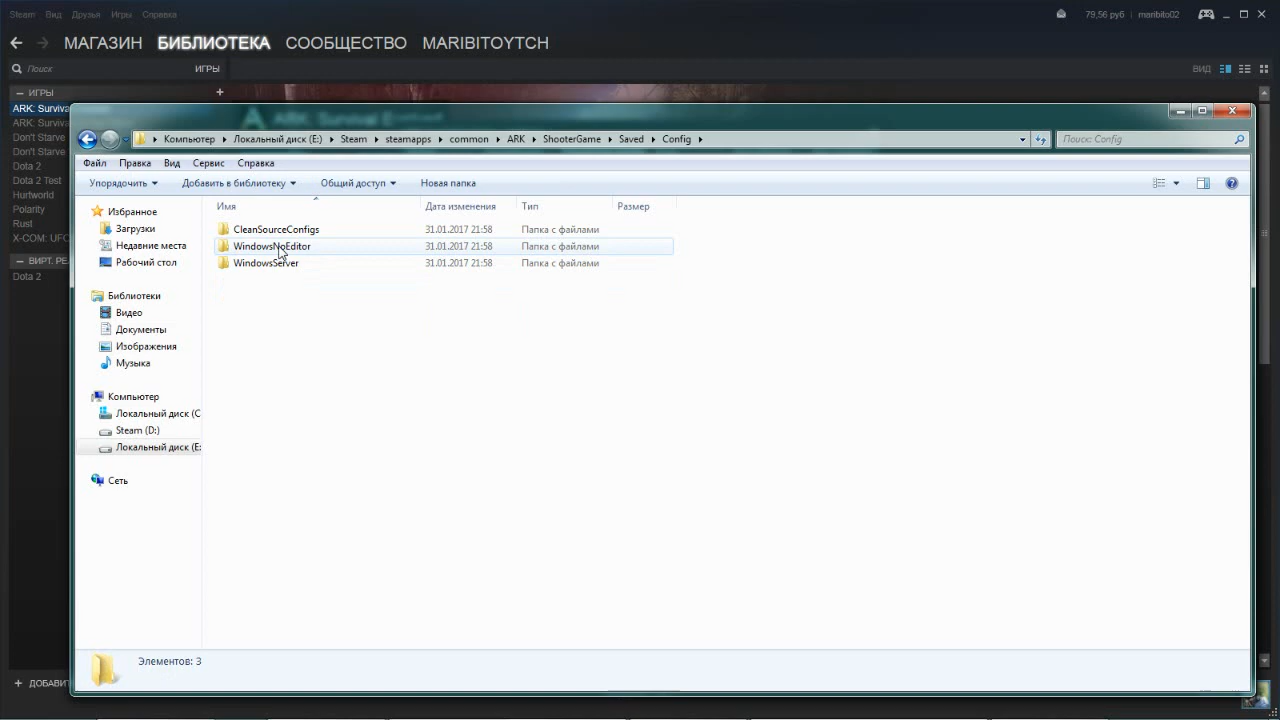 Steam Вид Друзья Игры Справка 79,56 руб maribito02
МАГАЗИН БИБЛИОТЕКА СООБЩЕСТВО MARIBITOYTCH
Поиск ИГРЫ ВИД
ИГРЫ +
ARK: Surviva
ARK: Surviva
Don't Starve
Don't Starve
Dota 2
Dota 2 Test
Hurtworld
Polarity
Rust
X-COM: UFO
ВИРТ. РЕ
Dota 2
+ ДОБАВИТ
ARK: Survival Evolved
Компьютер Локальный диск (E:) Steam steamapps common ARK ShooterGame Saved Config Поиск: Config
Файл Правка Вид Сервис Справка
Упорядочить Добавить в библиотеку Общий доступ Новая папка
Имя Дата изменения Тип Размер
CleanSourceConfigs 31.01.2017 21:58 Папка с файлами
WindowsNoEditor 31.01.2017 21:58 Папка с файлами
WindowsServer 31.01.2017 21:58 Папка с файлами
Избранное
Загрузки
Недавние места
Рабочий стол
Библиотеки
Видео
Документы
Изображения
Музыка
Компьютер
Локальный диск (C
Steam (D:)
Локальный диск (E:
Сеть
Элементов: 3